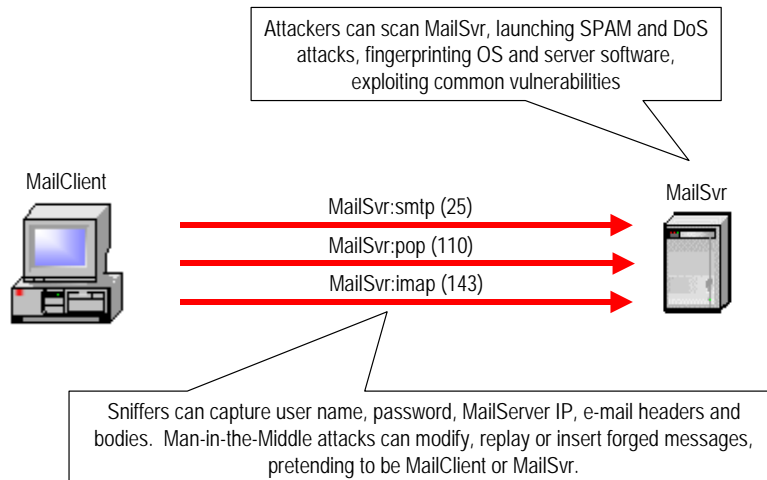 Attackers can scan MailSvr, launching SPAM and DoS
attacks, fingerprinting OS and server software,
exploiting common vulnerabilities
MailClient
MailSvr
MailSvr:smtp (25)
MailSvr:pop (110)
MailSvr:imap (143)
Sniffers can capture user name, password, MailServer IP, e-mail headers and
bodies.  Man-in-the-Middle attacks can modify, replay or insert forged messages,
pretending to be MailClient or MailSvr.